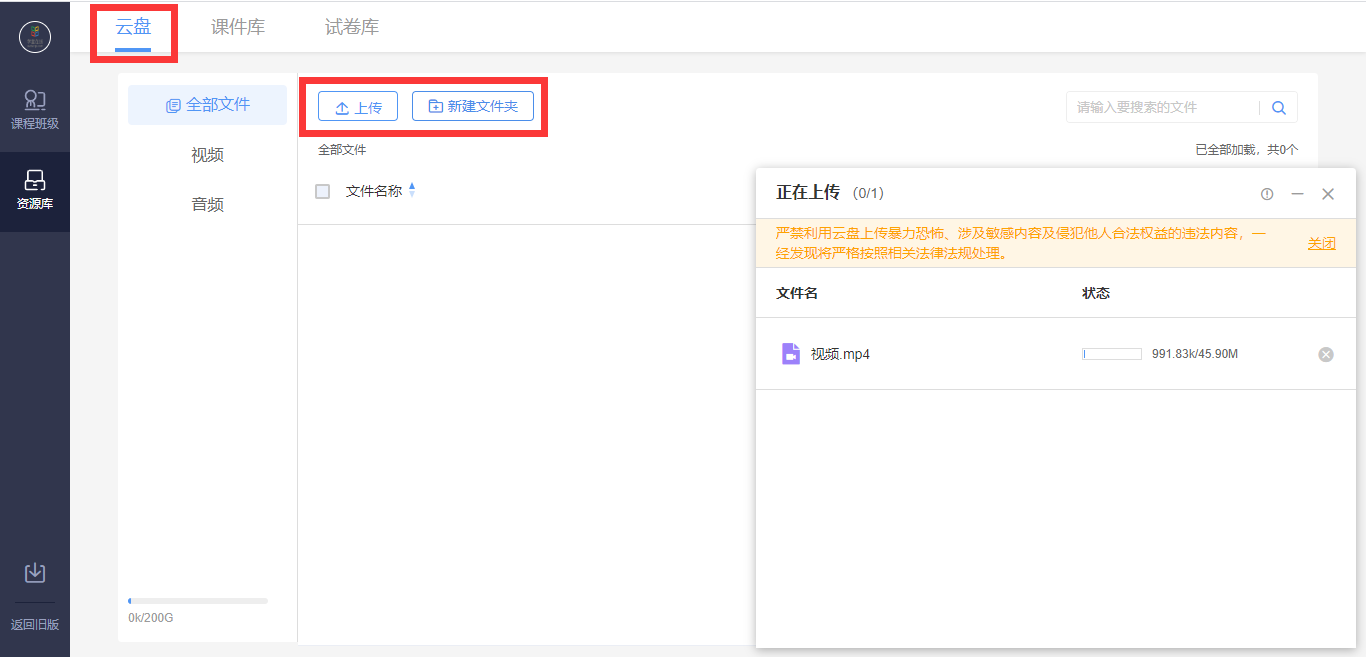 云盘
课件库
试卷库
课程班级
资源库
返回旧版
全部文件
视频
音频
0k/200G
上传
新建文件夹
请输入要搜索的文件
全部文件
已全部加载，共0个
文件名称
正在上传 (0/1)
严禁利用云盘上传暴力恐怖、涉及敏感内容及侵犯他人合法权益的违法内容，一
经发现将严格按照相关法律法规处理。
关闭
文件名
状态
视频.mp4
991.83k/45.90M